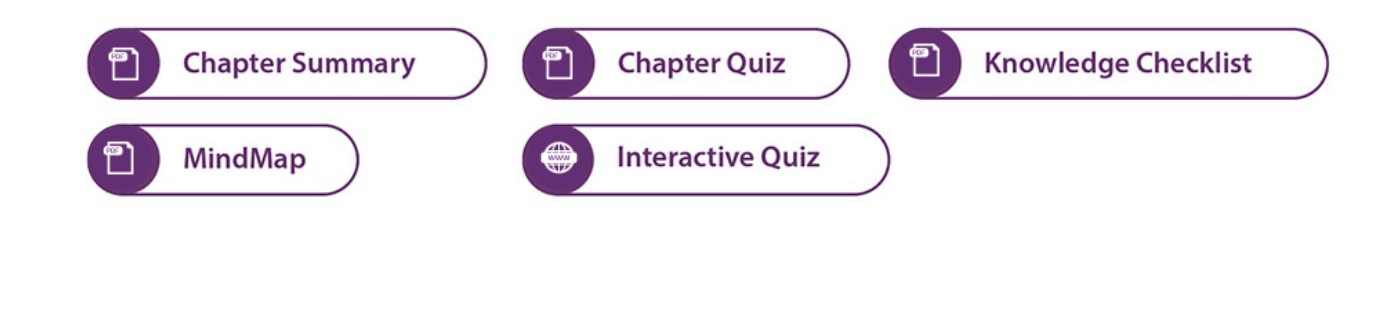 PDF Chapter Summary
PDF Chapter Quiz
PDF Knowledge Checklist
PDF MindMap
WWW Interactive Quiz